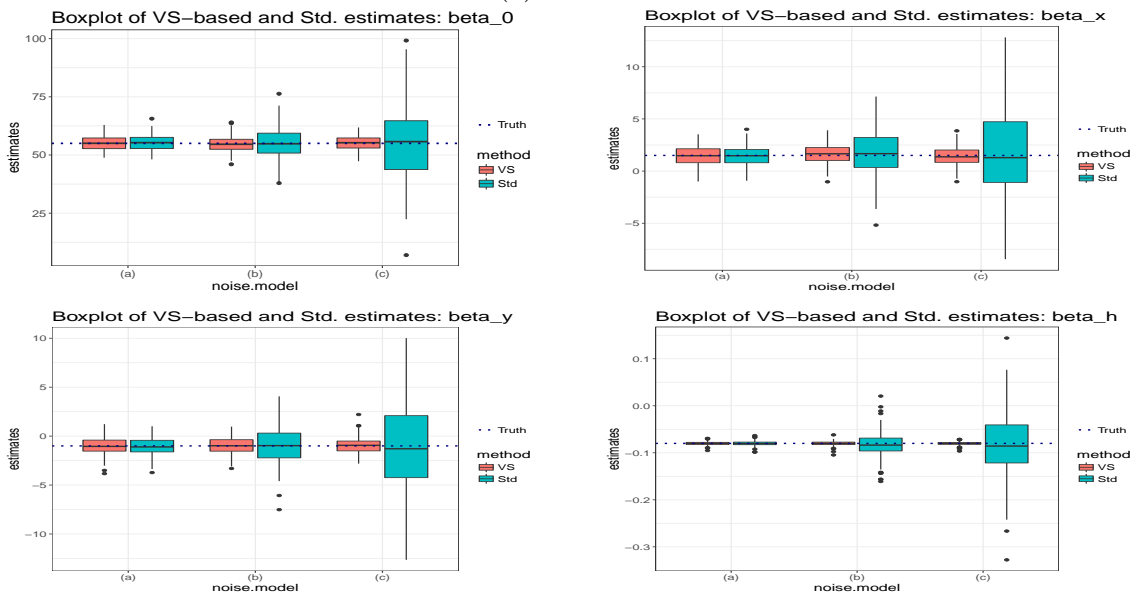 Boxplot of VS−based and Std. estimates: beta_0
100
75
50
25
estimates
(a) (b) (c)
noise.model
Truth
method
VS
Std
Boxplot of VS−based and Std. estimates: beta_x
10
5
0
−5
estimates
(a) (b) (c)
noise.model
Truth
method
VS
Std
Boxplot of VS−based and Std. estimates: beta_y
10
5
0
−5
−10
estimates
(a) (b) (c)
noise.model
Truth
method
VS
Std
Boxplot of VS−based and Std. estimates: beta_h
0.1
0.0
−0.1
−0.2
−0.3
estimates
(a) (b) (c)
noise.model
Truth
method
VS
Std